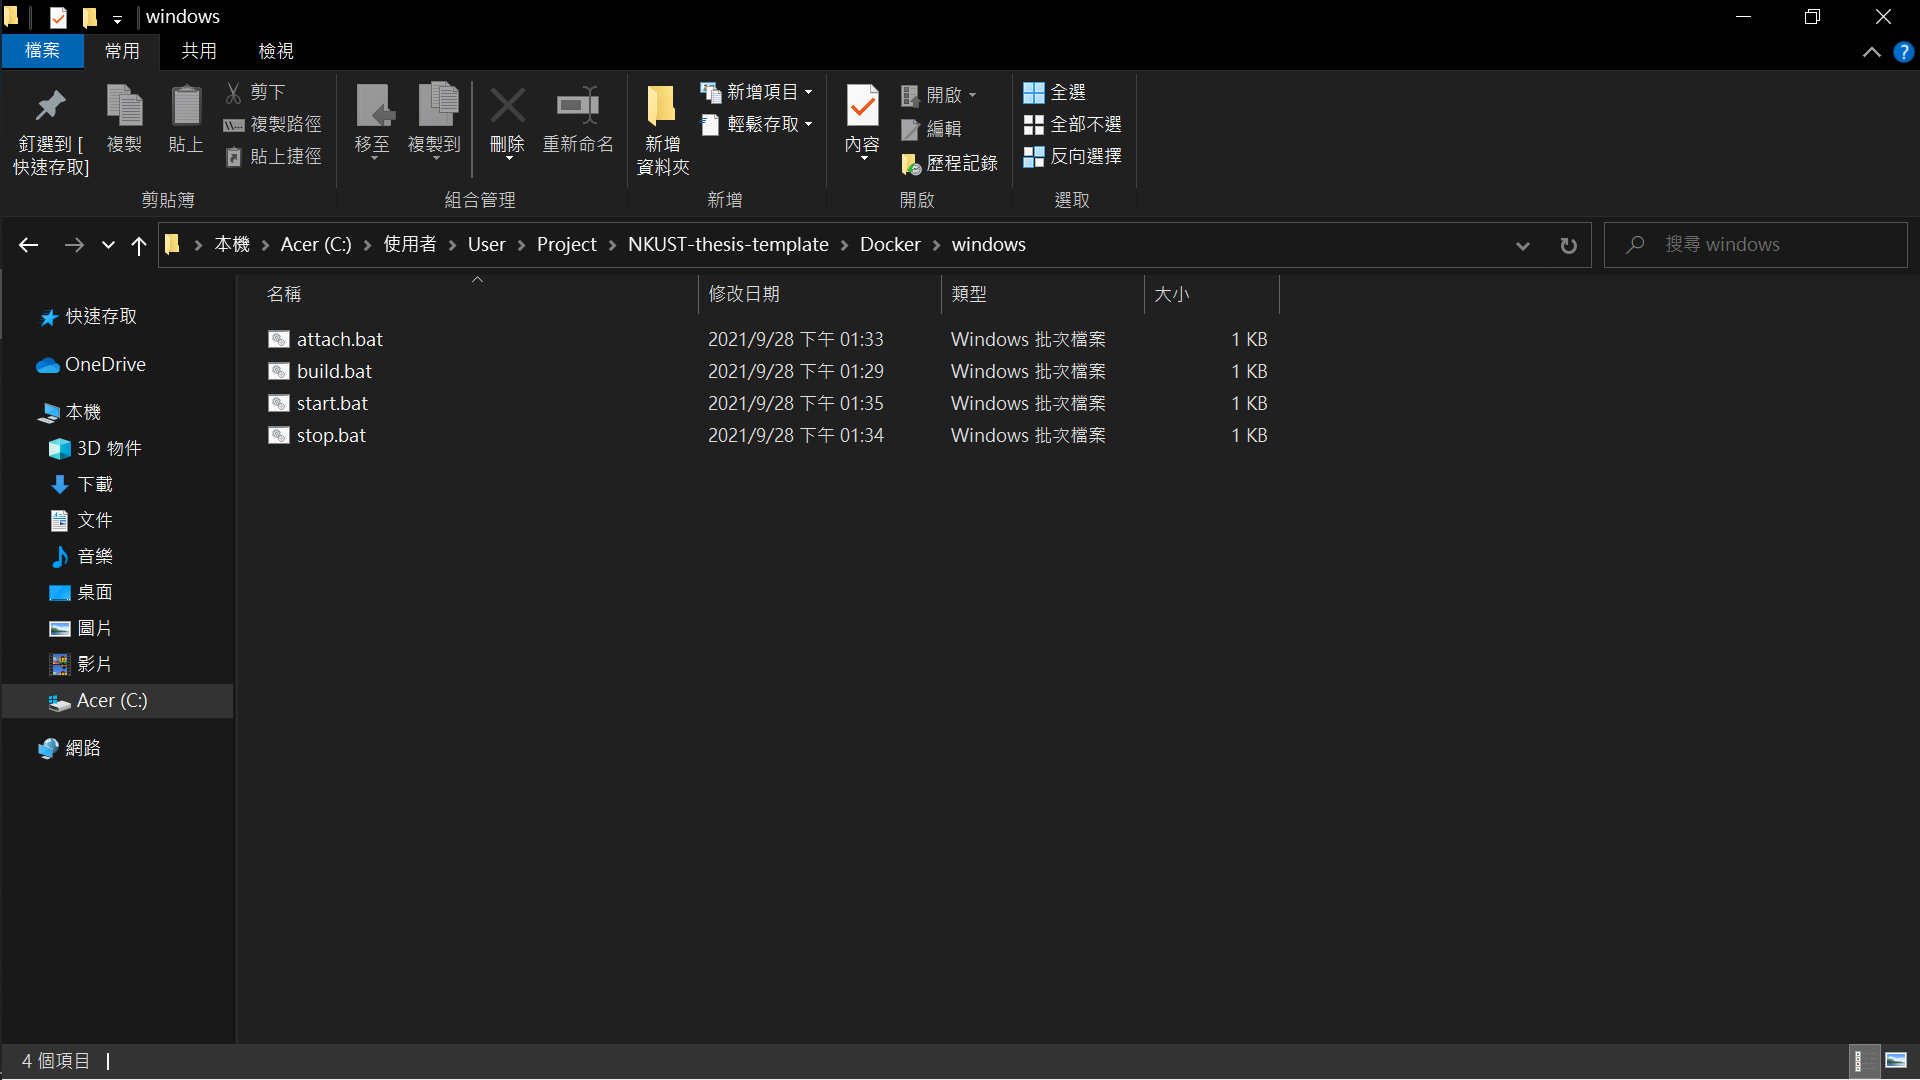 windows
檔案 常用 共用 檢視
釘選到 [
快速存取]
複製
貼上
剪下
複製路徑
貼上捷徑
剪貼簿
移至
複製到
刪除
重新命名
組合管理
新增
資料夾
新增項目
輕鬆存取
新增
內容
開啟
編輯
歷程記錄
開啟
全選
全部不選
反向選擇
選取
本機 Acer (C:) 使用者 User Project NKUST-thesis-template Docker windows
搜尋 windows
快速存取
OneDrive
本機
3D 物件
下載
文件
音樂
桌面
圖片
影片
Acer (C:)
網路
名稱 修改日期 類型 大小
attach.bat 2021/9/28 下午 01:33 Windows 批次檔案 1 KB
build.bat 2021/9/28 下午 01:29 Windows 批次檔案 1 KB
start.bat 2021/9/28 下午 01:35 Windows 批次檔案 1 KB
stop.bat 2021/9/28 下午 01:34 Windows 批次檔案 1 KB
4 個項目